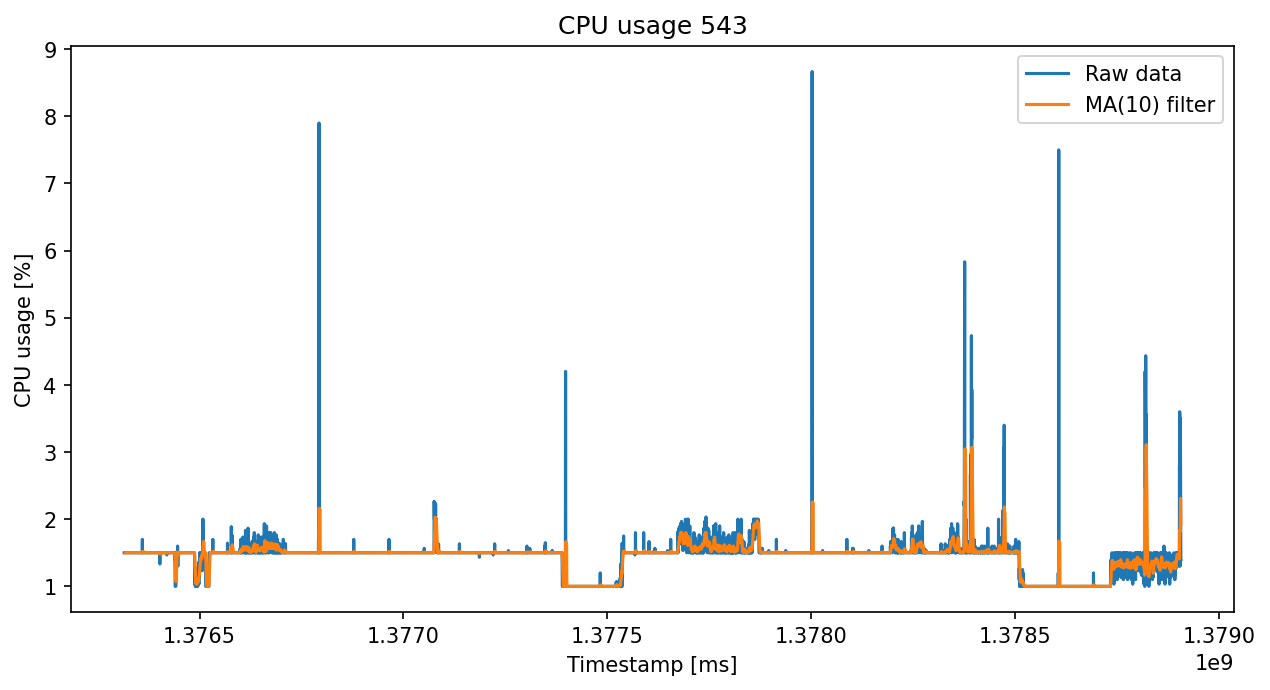 CPU usage 543
Raw data
MA(10) filter
CPU usage [%]
9
8
7
6
5
4
3
2
1
1.3765 1.3770 1.3775 1.3780 1.3785 1.3790
1e9
Timestamp [ms]